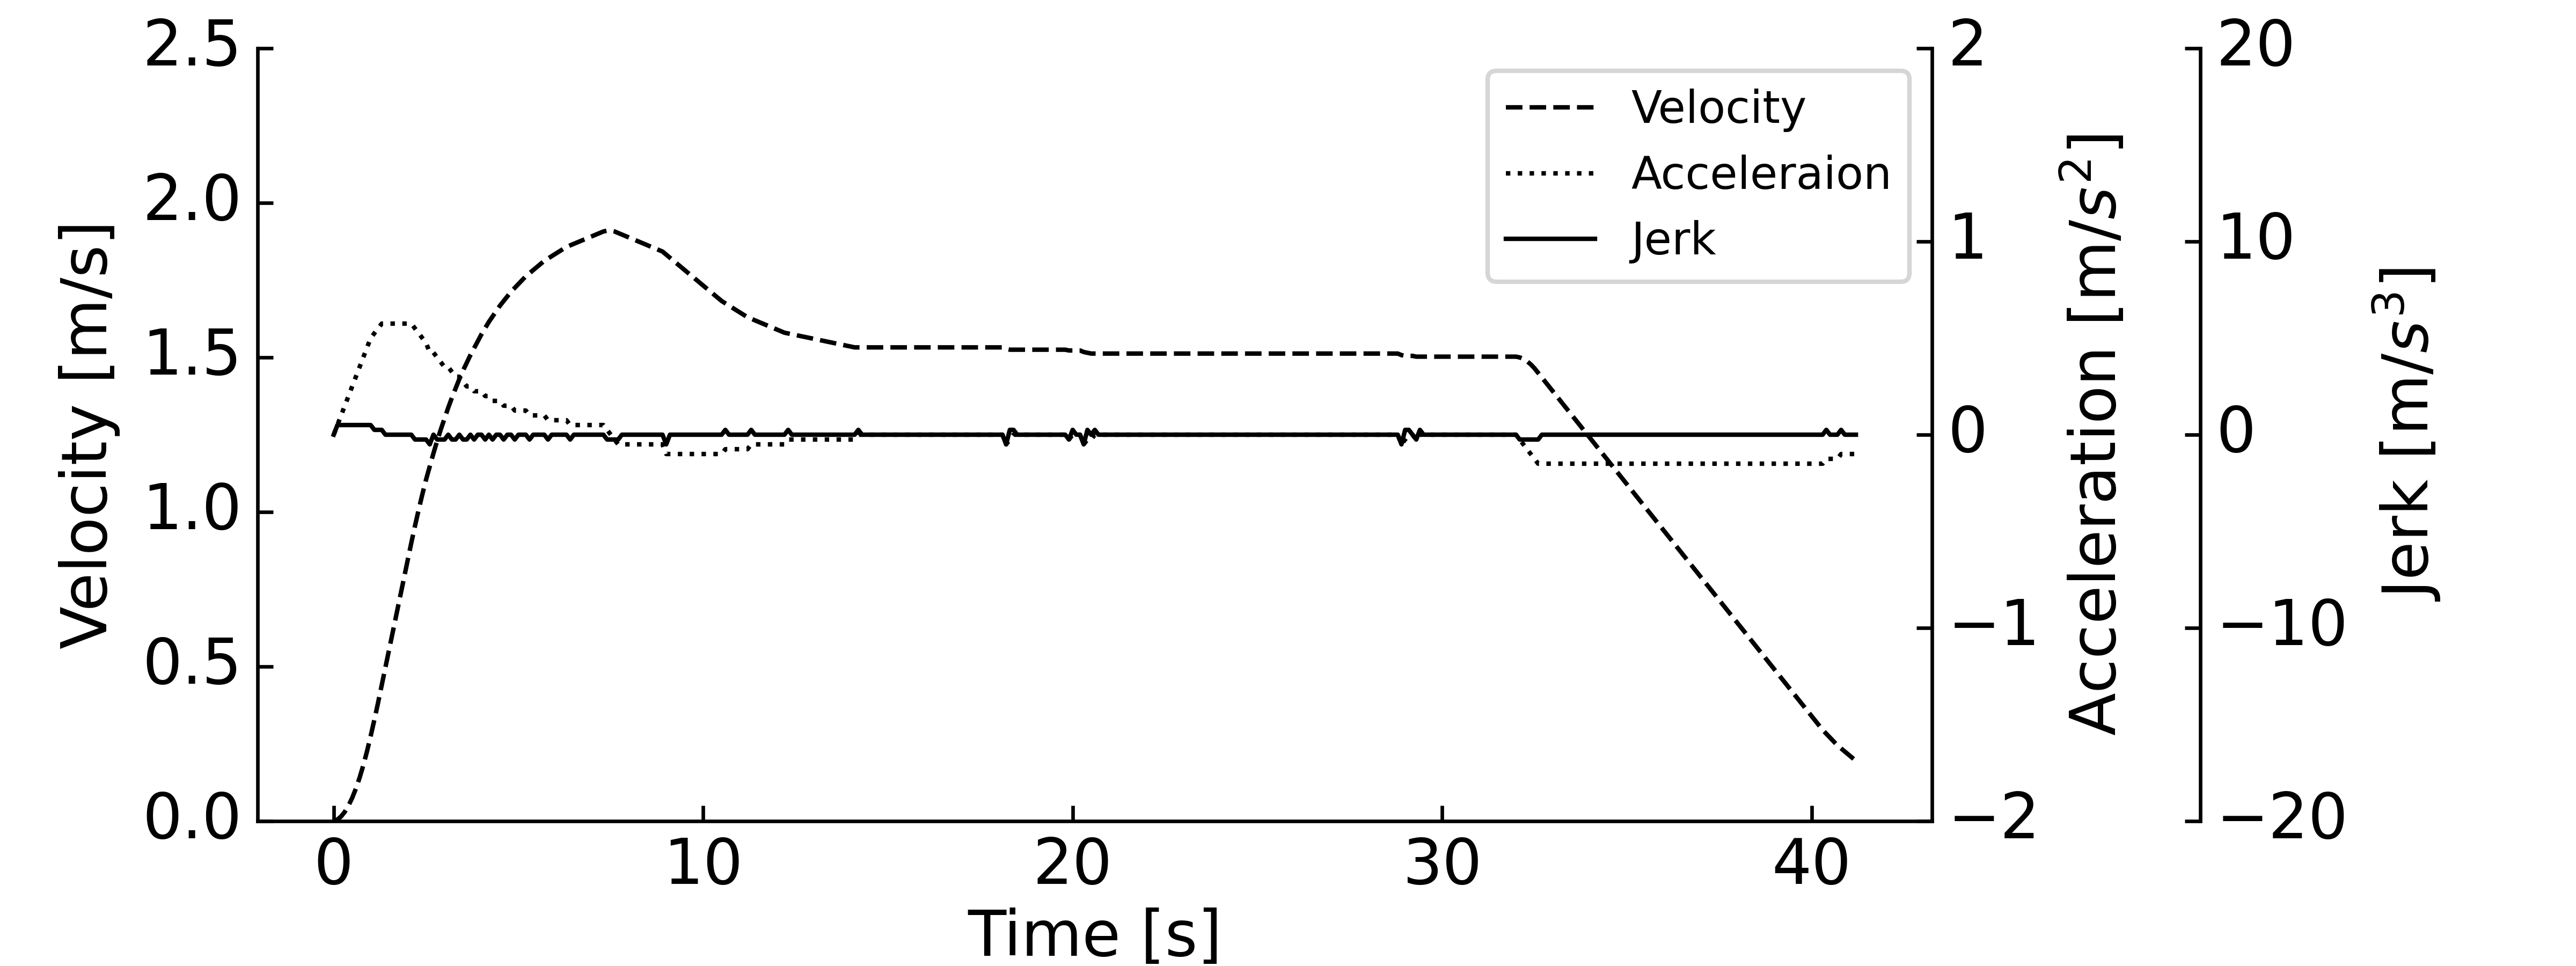 Velocity [m/s]
2.5
2.0
1.5
1.0
0.5
0.0
0 10 20 30 40
Time [s]
Velocity
Acceleraion
Jerk
2
1
0
−1
−2
Acceleration [m/s²]
20
10
0
−10
−20
Jerk [m/s³]